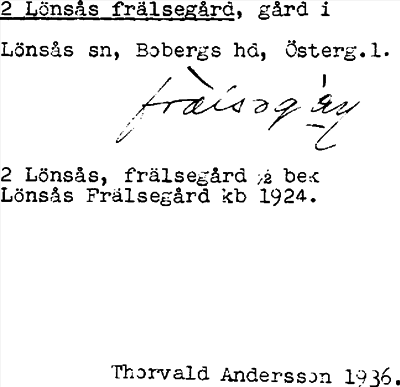 2 Lönsås frälsegård, gård i
Lönsås sn, Bobergs hd, Österg.l.
2 Lönsås, frälsegård ½ bek
Lönsås Frälsegård kb 1924.
Thorvald Andersson 1936.